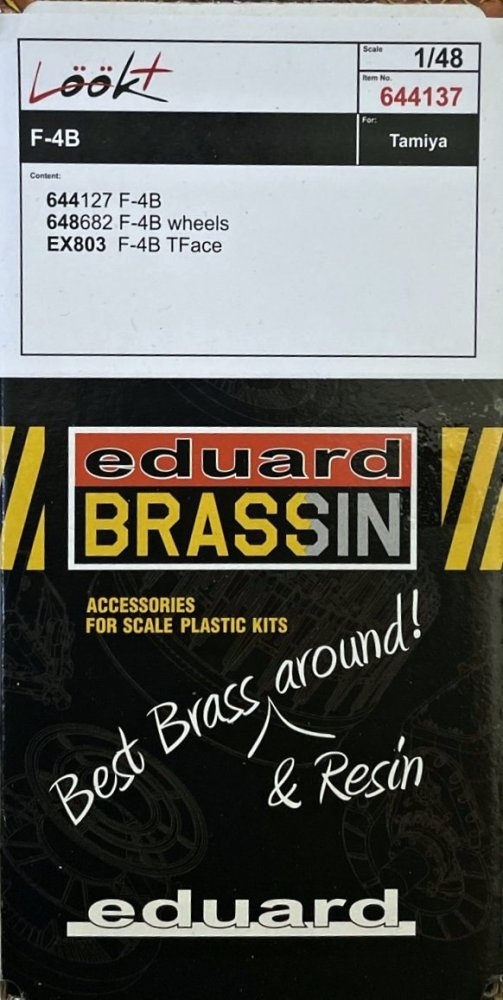 Löök+
Scale
1/48
Item No.
644137
F-4B
For:
Tamiya
Content:
644127 F-4B
648682 F-4B wheels
EX803 F-4B TFace
eduard
BRASSIN
ACCESSORIES
FOR SCALE PLASTIC KITS
Best Brass around!
& Resin
eduard